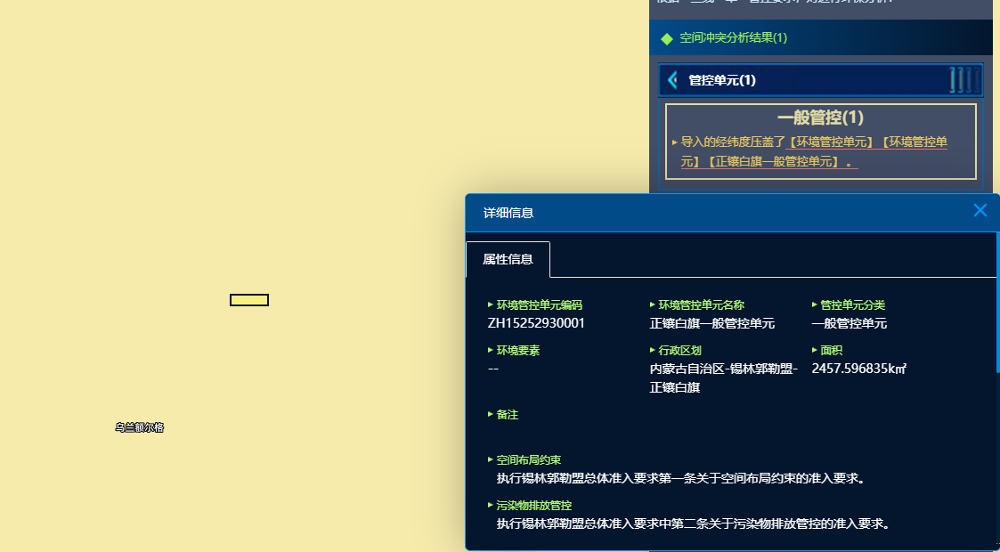 空间冲突分析结果(1)
管控单元(1)
一般管控(1)
导入的经纬度压盖了【环境管控单元】【环境管控单
元】【正镶白旗一般管控单元】 。
详细信息
属性信息
环境管控单元编码
环境管控单元名称
管控单元分类
ZH15252930001
正镶白旗一般管控单元
一般管控单元
环境要素
行政区划
面积
--
内蒙古自治区-锡林郭勒盟-
正镶白旗
2457.596835k㎡
备注
乌兰额尔格
空间布局约束
执行锡林郭勒盟总体准入要求第一条关于空间布局约束的准入要求。
污染物排放管控
执行锡林郭勒盟总体准入要求中第二条关于污染物排放管控的准入要求。